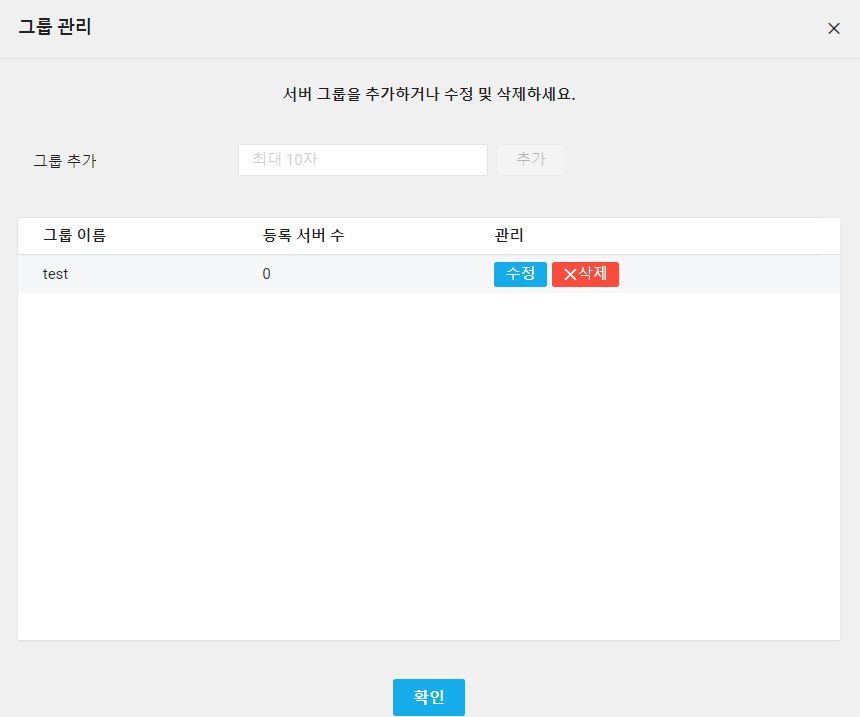 그룹 관리
서버 그룹을 추가하거나 수정 및 삭제하세요.
그룹 추가 최대 10자 추가
그룹 이름 등록 서버 수 관리
test 0 수정 삭제
확인